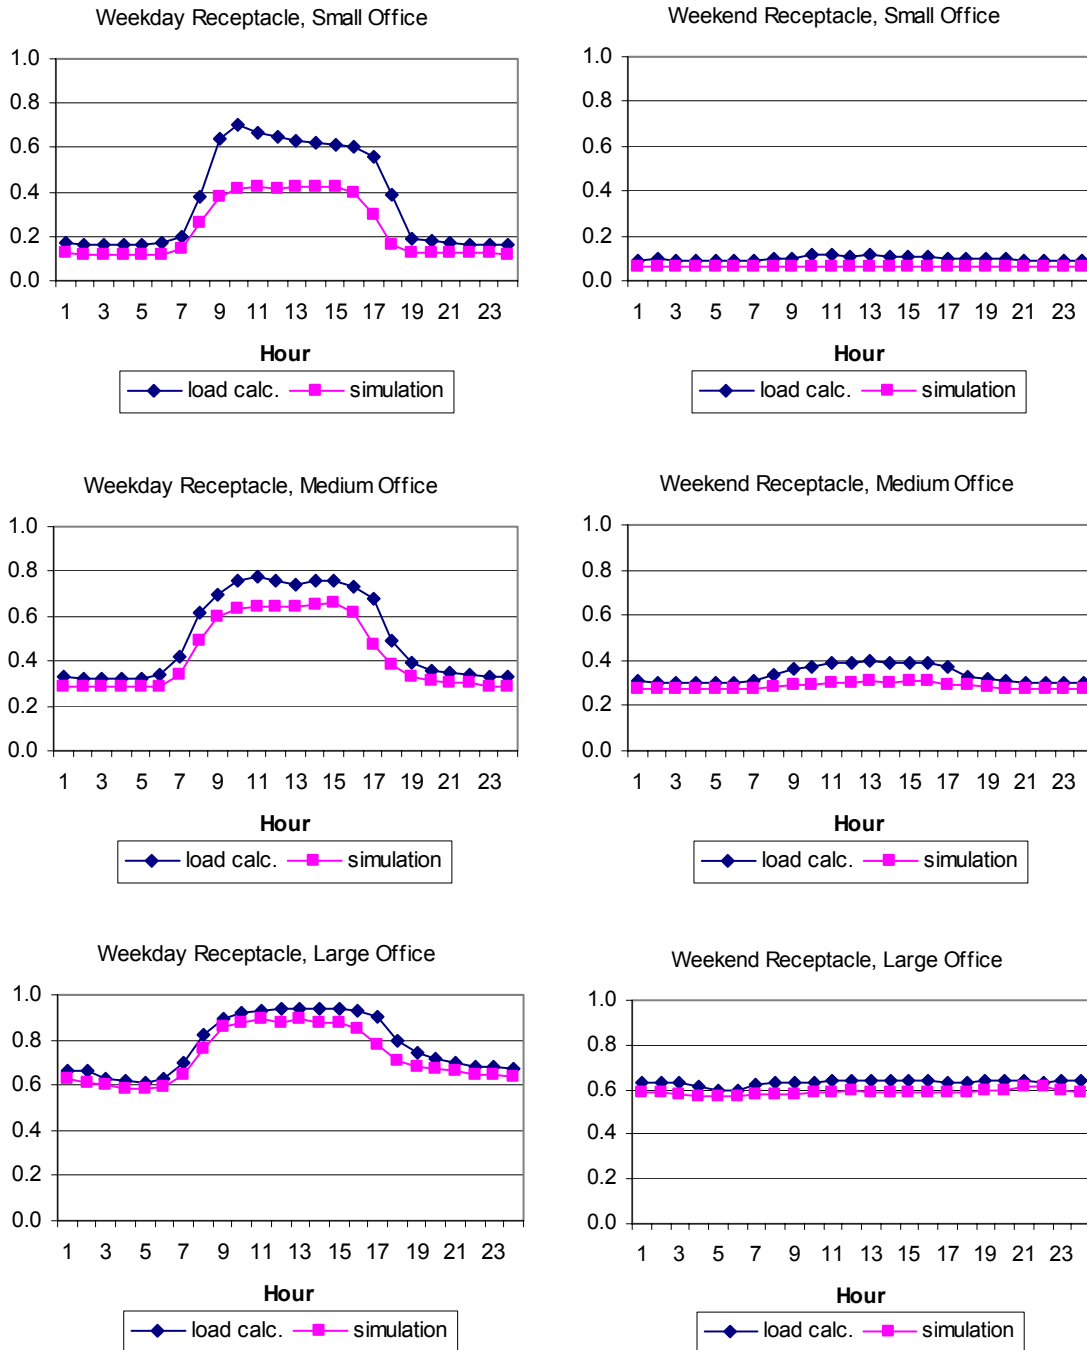 Weekday Receptacle, Small Office
1.0
0.8
0.6
0.4
0.2
0.0
1 3 5 7 9 11 13 15 17 19 21 23
Hour
load calc. simulation
Weekend Receptacle, Small Office
1.0
0.8
0.6
0.4
0.2
0.0
1 3 5 7 9 11 13 15 17 19 21 23
Hour
load calc. simulation
Weekday Receptacle, Medium Office
1.0
0.8
0.6
0.4
0.2
0.0
1 3 5 7 9 11 13 15 17 19 21 23
Hour
load calc. simulation
Weekend Receptacle, Medium Office
1.0
0.8
0.6
0.4
0.2
0.0
1 3 5 7 9 11 13 15 17 19 21 23
Hour
load calc. simulation
Weekday Receptacle, Large Office
1.0
0.8
0.6
0.4
0.2
0.0
1 3 5 7 9 11 13 15 17 19 21 23
Hour
load calc. simulation
Weekend Receptacle, Large Office
1.0
0.8
0.6
0.4
0.2
0.0
1 3 5 7 9 11 13 15 17 19 21 23
Hour
load calc. simulation